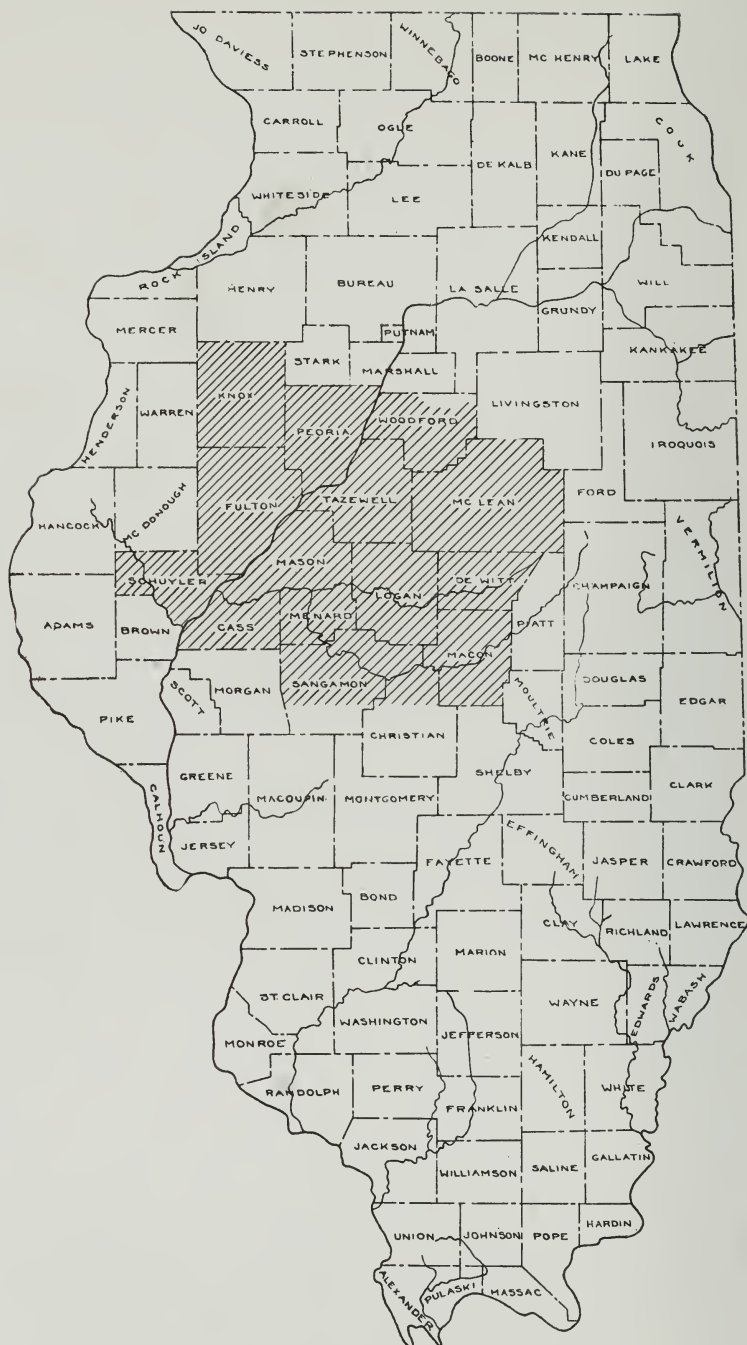 JO DAVIESS
STEPHENSON
WINNEBAGO
BOONE
MC HENRY
LAKE
CARROLL
OGLE
DE KALB
KANE
COOK
DU PAGE
WHITESIDE
LEE
KENDALL
ROCK ISLAND
HENRY
BUREAU
LA SALLE
WILL
GRUNDY
MERCER
PUTNAM
KANKAKEE
STARK
MARSHALL
KNOX
LIVINGSTON
HENDERSON
WARREN
PEORIA
WOODFORD
IROQUOIS
FORD
FULTON
TAZEWELL
MC LEAN
HANCOCK
MC DONOUGH
VERMILION
MASON
SCHUYLER
LOGAN
DE WITT
CHAMPAIGN
ADAMS
BROWN
CASS
MENARD
PIATT
MACON
DOUGLAS
SCOTT
MORGAN
SANGAMON
MOULTRIE
EDGAR
PIKE
CHRISTIAN
COLES
GREENE
SHELBY
CLARK
CALHOUN
MACOUPIN
MONTGOMERY
CUMBERLAND
JERSEY
FAYETTE
EFFINGHAM
JASPER
CRAWFORD
MADISON
BOND
CLAY
RICHLAND
LAWRENCE
CLINTON
MARION
ST. CLAIR
WAYNE
EDWARDS
WABASH
WASHINGTON
JEFFERSON
MONROE
RANDOLPH
PERRY
HAMILTON
WHITE
FRANKLIN
JACKSON
WILLIAMSON
SALINE
GALLATIN
UNION
JOHNSON
POPE
HARDIN
ALEXANDER
PULASKI
MASSAC